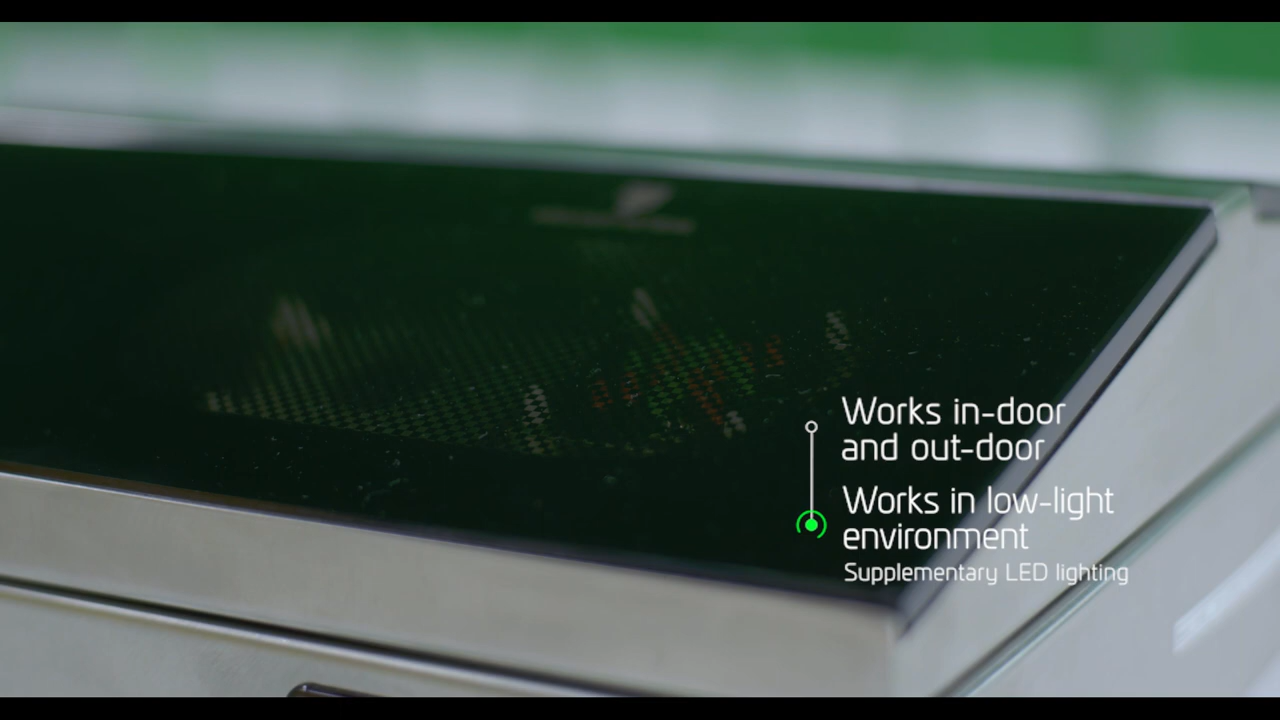 Works in-door
and out-door
Works in low-light
environment
Supplementary LED lighting